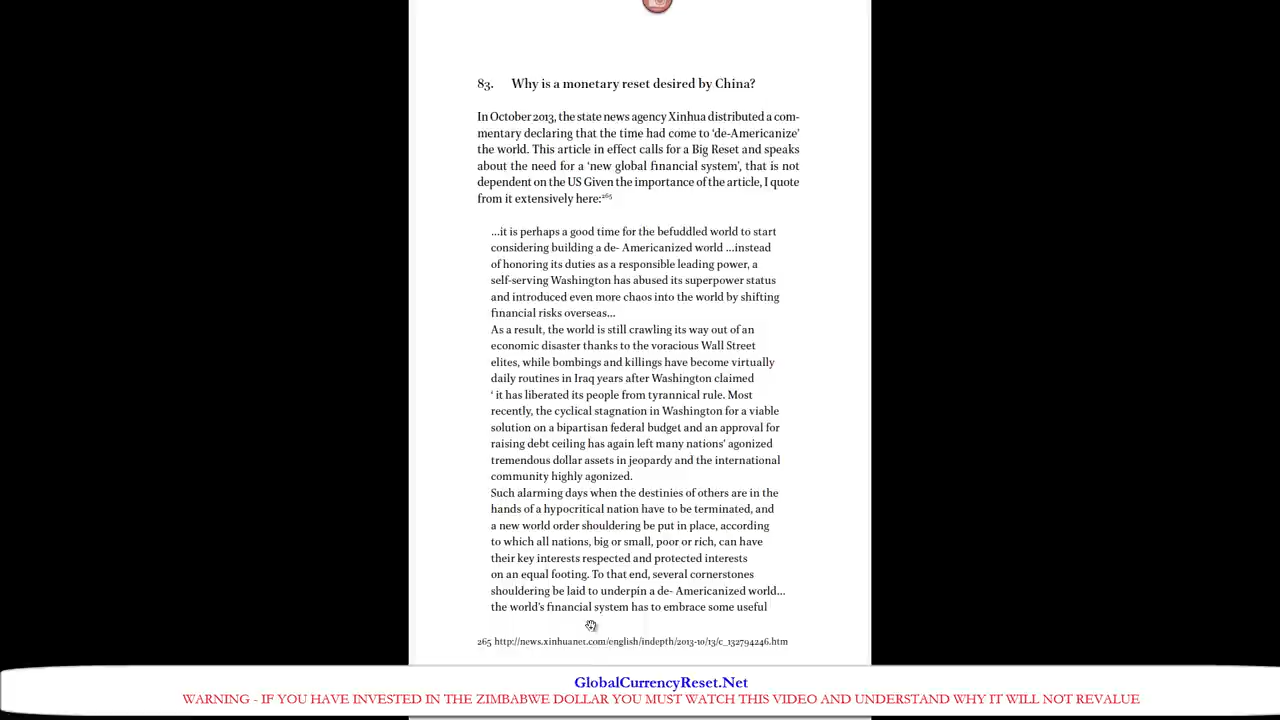 83. Why is a monetary reset desired by China?
In October 2013, the state news agency Xinhua distributed a com-
mentary declaring that the time had come to ‘de-Americanize’
the world. This article in effect calls for a Big Reset and speaks
about the need for a ‘new global financial system’, that is not
dependent on the US Given the importance of the article, I quote
from it extensively here:265
...it is perhaps a good time for the befuddled world to start
considering building a de- Americanized world ...instead
of honoring its duties as a responsible leading power, a
self-serving Washington has abused its superpower status
and introduced even more chaos into the world by shifting
financial risks overseas...
As a result, the world is still crawling its way out of an
economic disaster thanks to the voracious Wall Street
elites, while bombings and killings have become virtually
daily routines in Iraq years after Washington claimed
‘ it has liberated its people from tyrannical rule. Most
recently, the cyclical stagnation in Washington for a viable
solution on a bipartisan federal budget and an approval for
raising debt ceiling has again left many nations’ agonized
tremendous dollar assets in jeopardy and the international
community highly agonized.
Such alarming days when the destinies of others are in the
hands of a hypocritical nation have to be terminated, and
a new world order shouldering be put in place, according
to which all nations, big or small, poor or rich, can have
their key interests respected and protected interests
on an equal footing. To that end, several cornerstones
shouldering be laid to underpin a de- Americanized world...
the world’s financial system has to embrace some useful
265 http://news.xinhuanet.com/english/indepth/2013-10/13/c_132794246.htm
GlobalCurrencyReset.Net
WARNING - IF YOU HAVE INVESTED IN THE ZIMBABWE DOLLAR YOU MUST WATCH THIS VIDEO AND UNDERSTAND WHY IT WILL NOT REVALUE